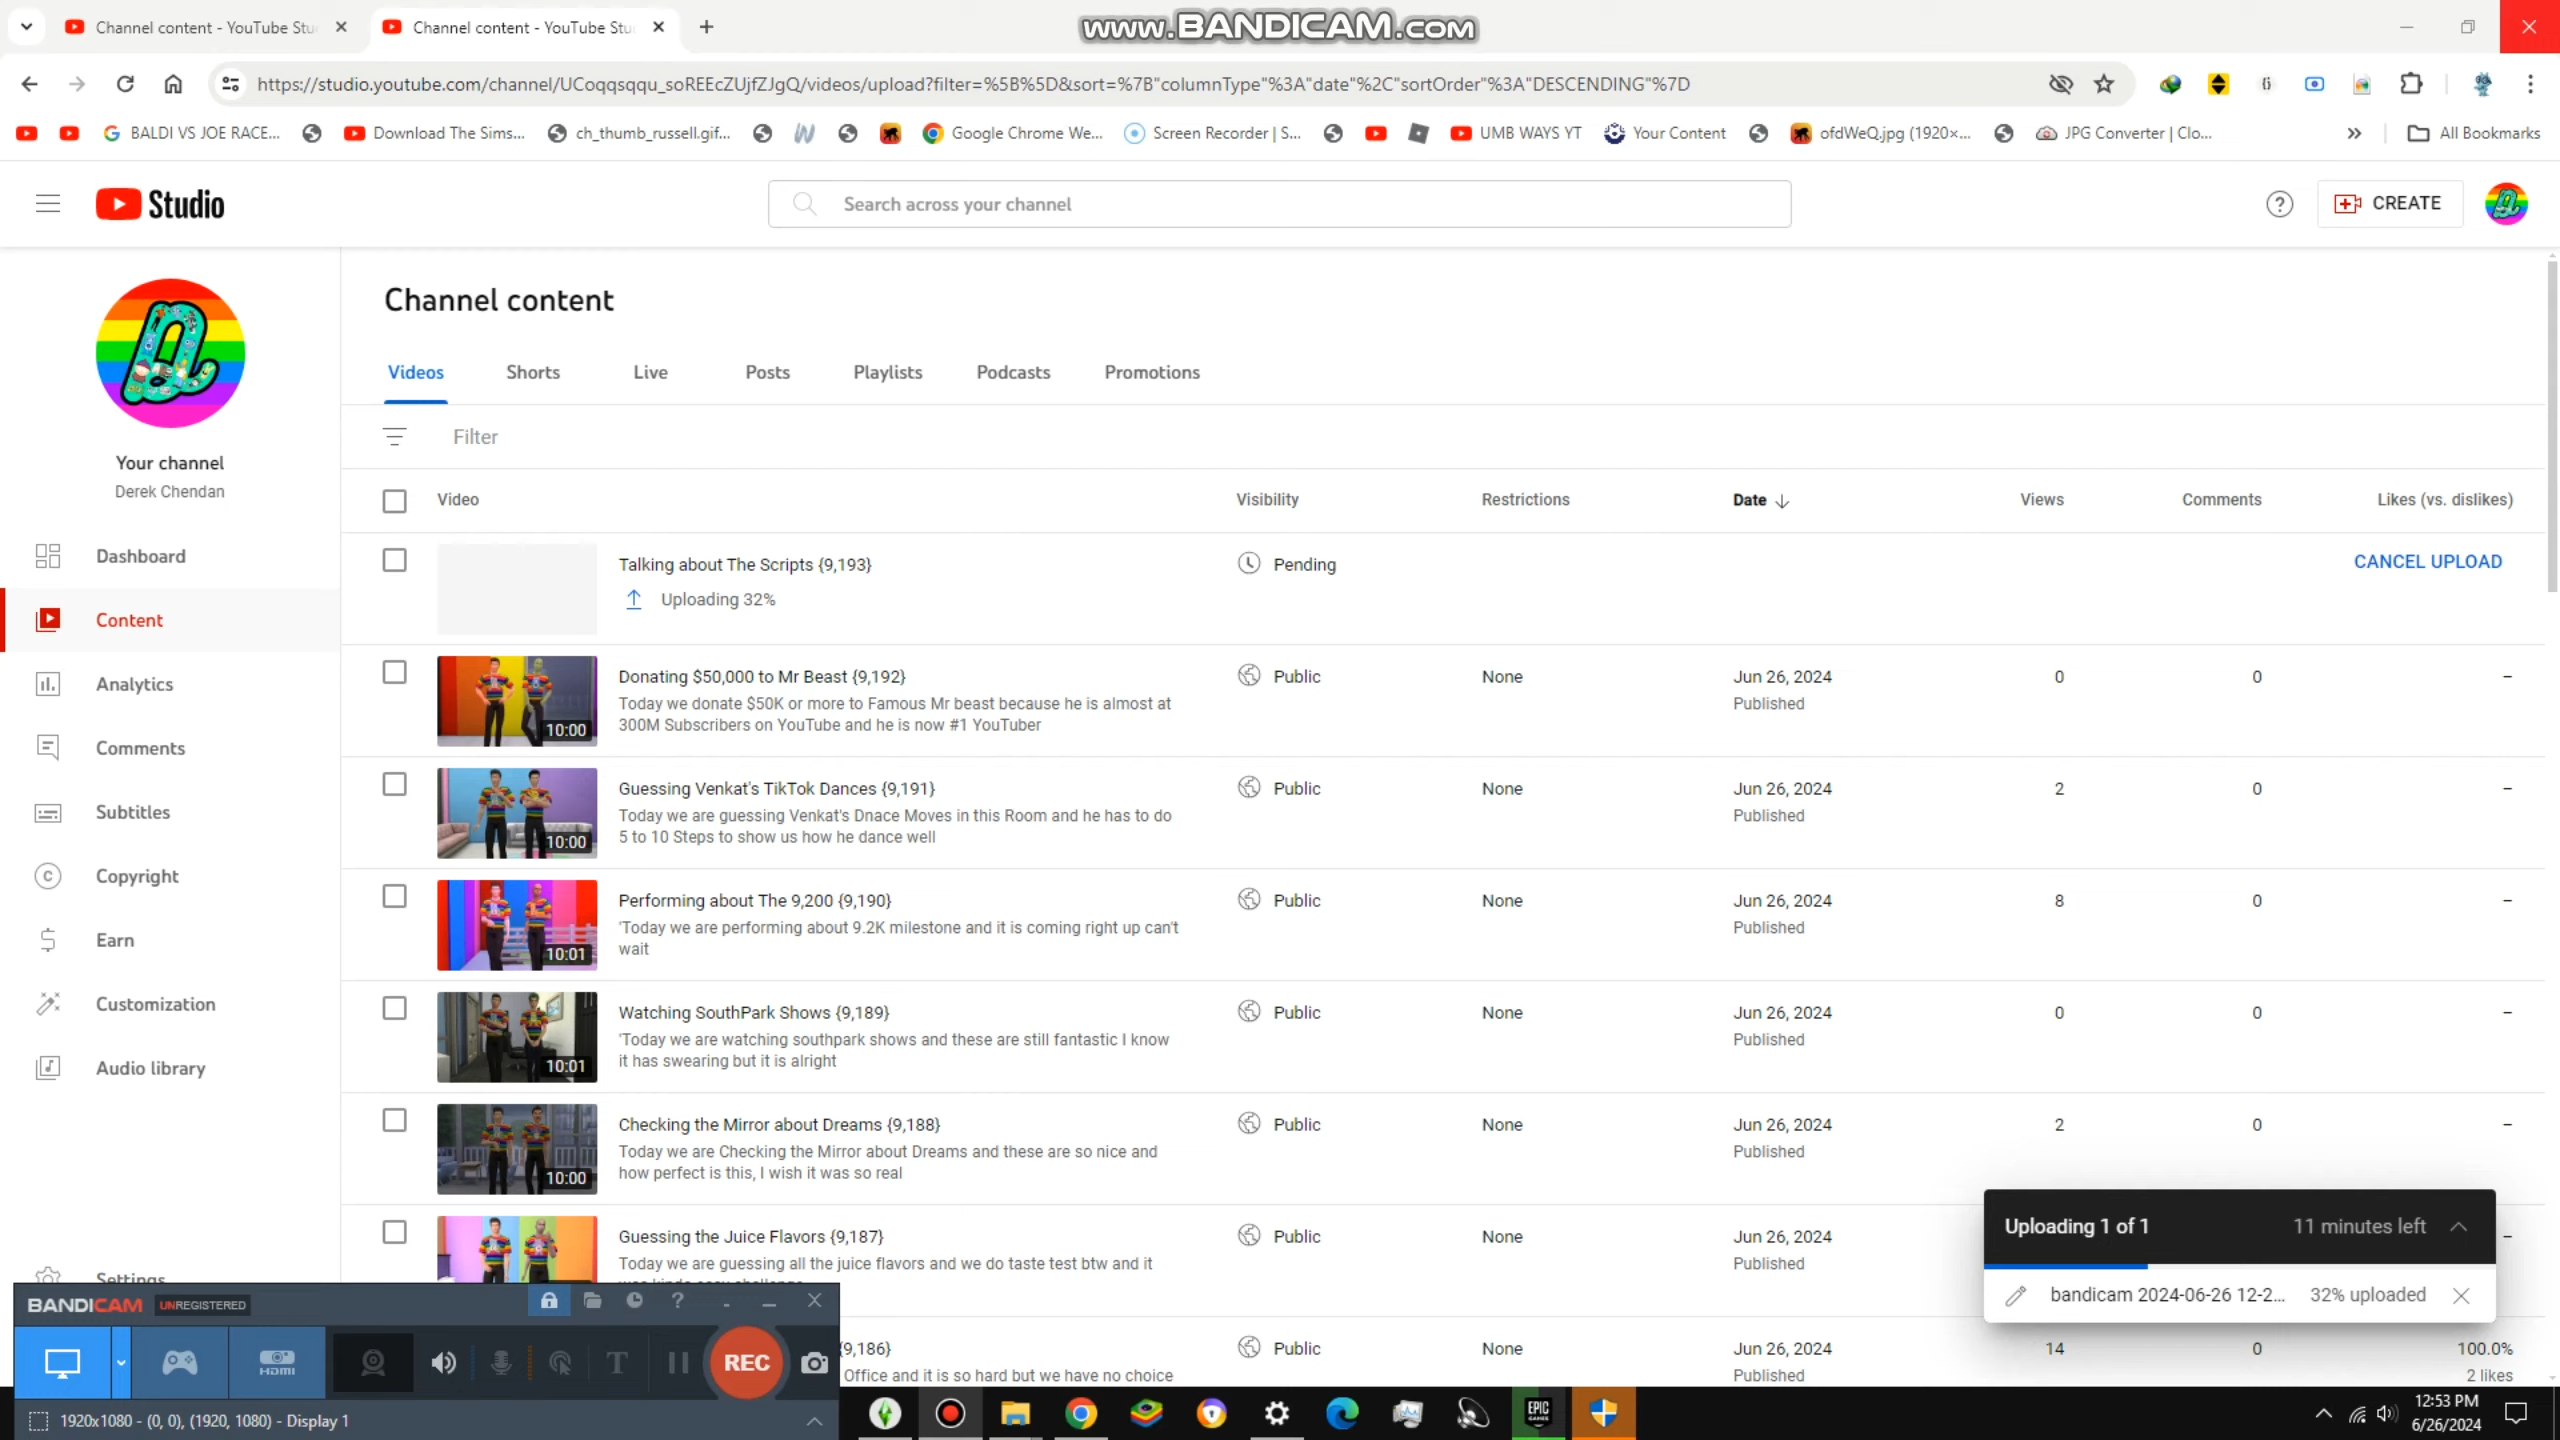 Channel content - YouTube Stu
Channel content - YouTube Stu
www.BANDICAM.com
https://studio.youtube.com/channel/UCoqqsqqu_soREEcZUjfZJgQ/videos/upload?filter=%5B%5D&sort=%7B"columnType"%3A"date"%2C"sortOrder"%3A"DESCENDING"%7D
BALDI VS JOE RACE...
Download The Sims...
ch_thumb_russell.gif...
Google Chrome We...
Screen Recorder | S...
UMB WAYS YT
Your Content
ofdWeQ.jpg (1920×...
JPG Converter | Clo...
All Bookmarks
Studio
Search across your channel
CREATE
Channel content
Videos
Shorts
Live
Posts
Playlists
Podcasts
Promotions
Your channel
Derek Chendan
Dashboard
Content
Analytics
Comments
Subtitles
Copyright
Earn
Customization
Audio library
Settings
Filter
Video
Visibility
Restrictions
Date
Views
Comments
Likes (vs. dislikes)
Talking about The Scripts {9,193}
Uploading 32%
Pending
CANCEL UPLOAD
10:00
Donating $50,000 to Mr Beast {9,192}
Today we donate $50K or more to Famous Mr beast because he is almost at
300M Subscribers on YouTube and he is now #1 YouTuber
Public
None
Jun 26, 2024
Published
0
0
–
10:00
Guessing Venkat's TikTok Dances {9,191}
Today we are guessing Venkat's Dnace Moves in this Room and he has to do
5 to 10 Steps to show us how he dance well
Public
None
Jun 26, 2024
Published
2
0
–
10:01
Performing about The 9,200 {9,190}
'Today we are performing about 9.2K milestone and it is coming right up can't
wait
Public
None
Jun 26, 2024
Published
8
0
–
10:01
Watching SouthPark Shows {9,189}
'Today we are watching southpark shows and these are still fantastic I know
it has swearing but it is alright
Public
None
Jun 26, 2024
Published
0
0
–
10:00
Checking the Mirror about Dreams {9,188}
Today we are Checking the Mirror about Dreams and these are so nice and
how perfect is this, I wish it was so real
Public
None
Jun 26, 2024
Published
2
0
–
Guessing the Juice Flavors {9,187}
Today we are guessing all the juice flavors and we do taste test btw and it
Public
None
Jun 26, 2024
Published
–
{9,186}
Office and it is so hard but we have no choice
Public
None
Jun 26, 2024
Published
14
0
100.0%
2 likes
Uploading 1 of 1
11 minutes left
bandicam 2024-06-26 12-2...
32% uploaded
BANDICAM
UNREGISTERED
HDMI
REC
1920x1080 - (0, 0), (1920, 1080) - Display 1
EPIC
GAMES
12:53 PM
6/26/2024